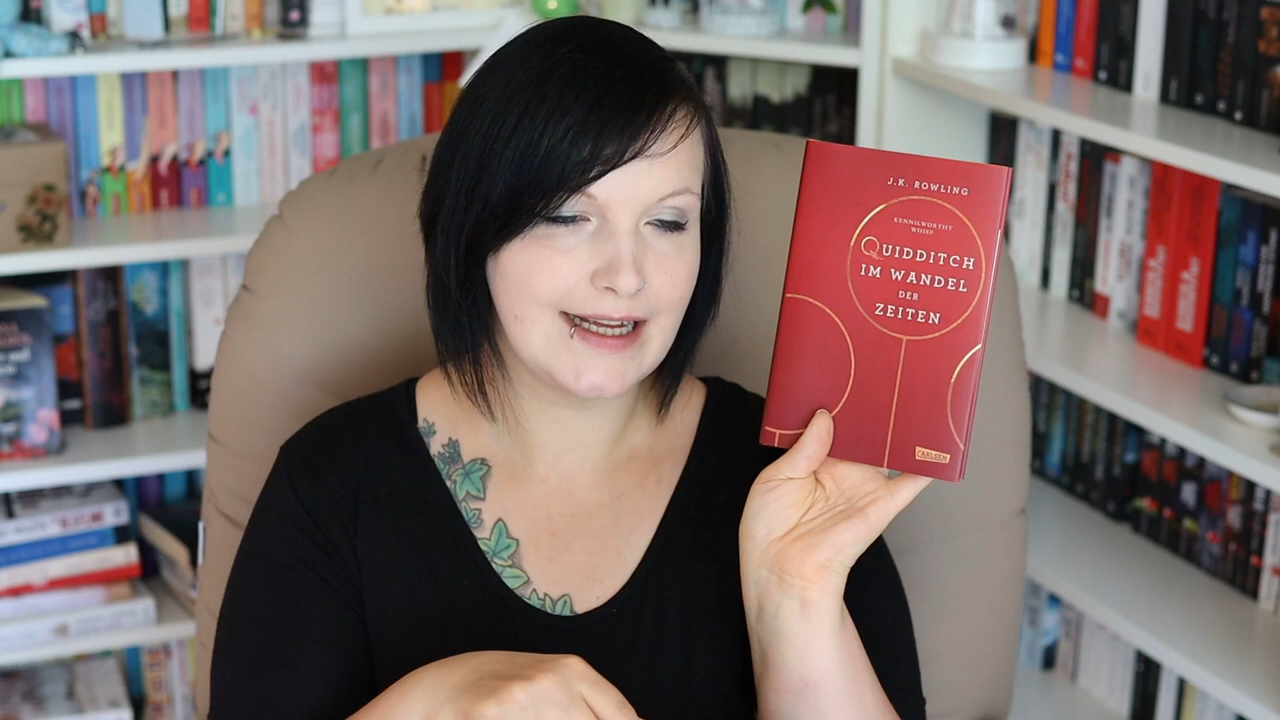 J.K. ROWLING
KENNILWORTHY
WHISP
QUIDDITCH
IM WANDEL
DER
ZEITEN
CARLSEN